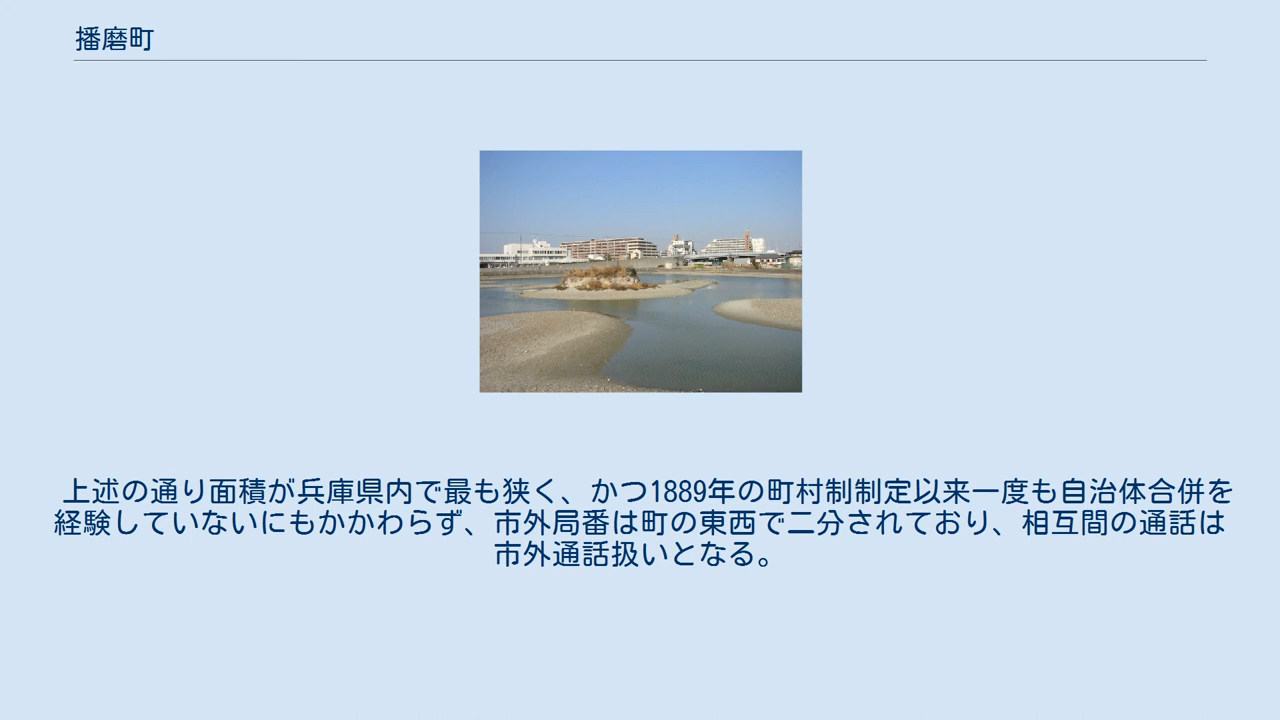 播磨町
上述の通り面積が兵庫県内で最も狭く、かつ1889年の町村制制定以来一度も自治体合併を
経験していないにもかかわらず、市外局番は町の東西で二分されており、相互間の通話は
市外通話扱いとなる。